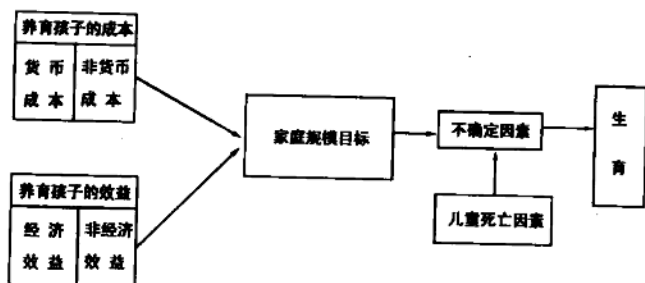 养育孩子的成本
货币 非货币
成本 成本
养育孩子的效益
经济 非经济
效益 效益
家庭规模目标
不确定因素
儿童死亡因素
生
育